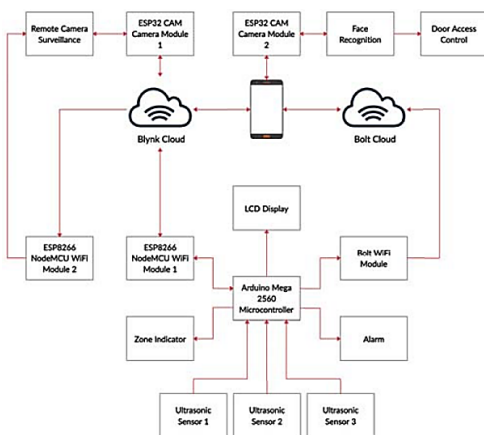 Remote Camera
Surveillance
ESP32 CAM
Camera Module
1
ESP32 CAM
Camera Module
2
Face
Recognition
Door Access
Control
Blynk Cloud
Bolt Cloud
LCD Display
ESP8266
NodeMCU WiFi
Module 2
ESP8266
NodeMCU WiFi
Module 1
Bolt WiFi
Module
Arduino Mega
2560
Microcontroller
Zone Indicator
Alarm
Ultrasonic
Sensor 1
Ultrasonic
Sensor 2
Ultrasonic
Sensor 3